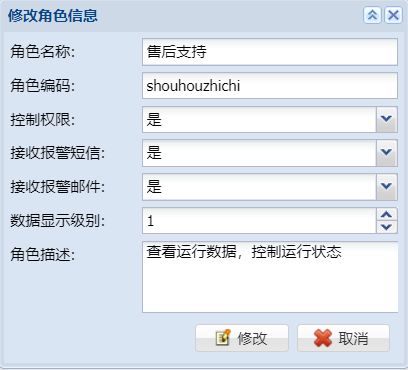 修改角色信息
角色名称: 售后支持
角色编码: shouhouzhichi
控制权限: 是
接收报警短信: 是
接收报警邮件: 是
数据显示级别: 1
角色描述: 查看运行数据，控制运行状态
修改 取消